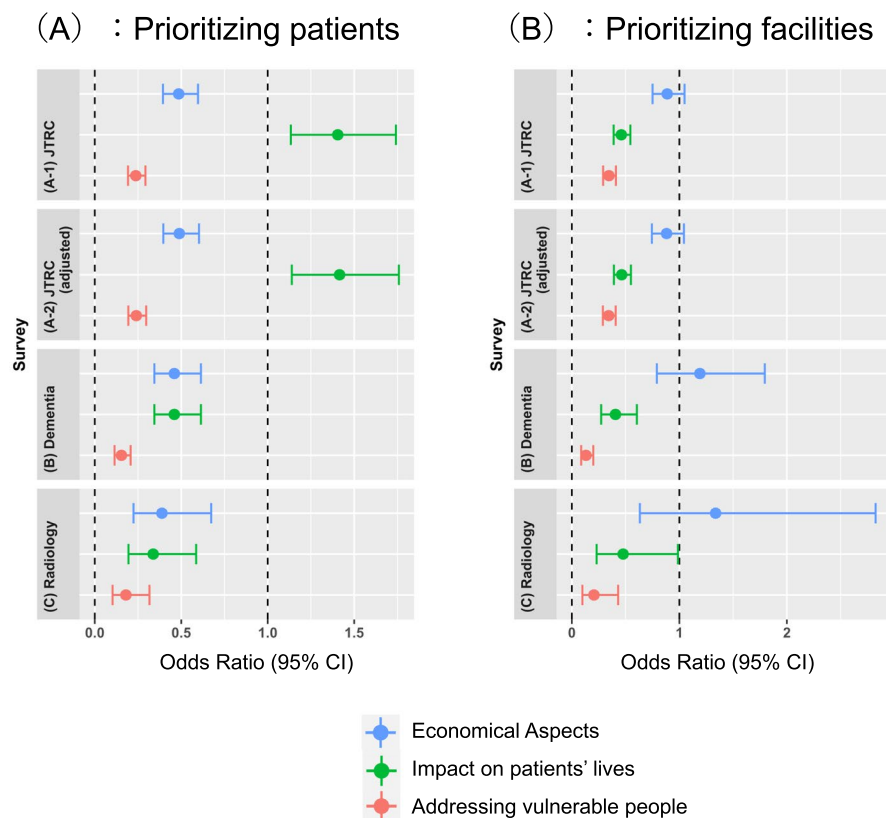 （A）：Prioritizing patients
（B）：Prioritizing facilities
Survey
(A-1) JTRC
(A-2) JTRC
(adjusted)
(B) Dementia
(C) Radiology
0.0 0.5 1.0 1.5
Odds Ratio (95% CI)
Survey
(A-1) JTRC
(A-2) JTRC
(adjusted)
(B) Dementia
(C) Radiology
0 1 2
Odds Ratio (95% CI)
Economical Aspects
Impact on patients’ lives
Addressing vulnerable people